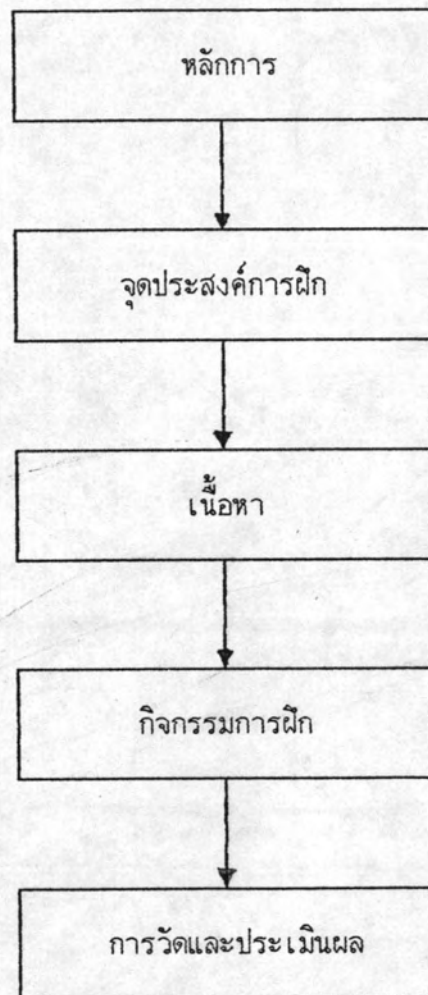 หลักการ
จุดประสงค์การฝึก
เนื้อหา
กิจกรรมการฝึก
การวัดและประเมินผล